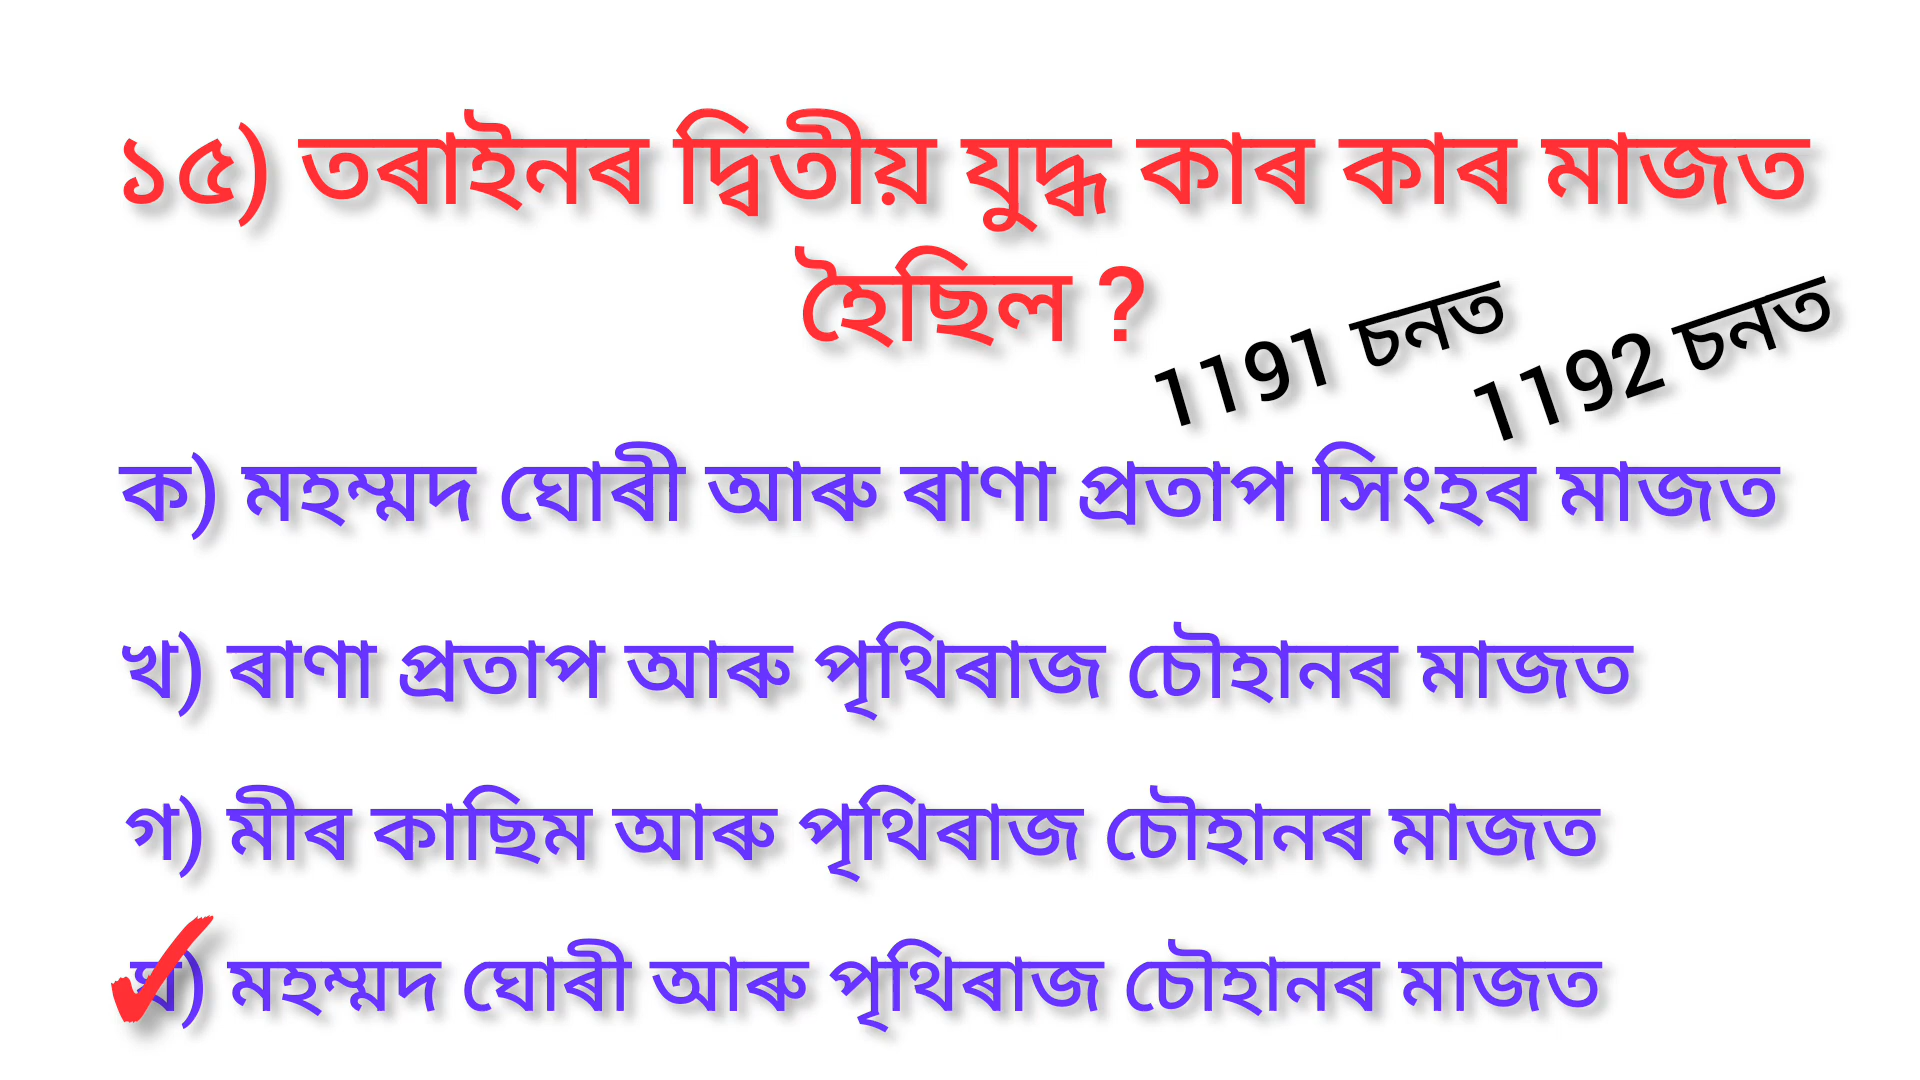 ১৫) তৰাইনৰ দ্বিতীয় যুদ্ধ কাৰ কাৰ মাজত
হৈছিল ?
1191 চনত
1192 চনত
ক) মহম্মদ ঘোৰী আৰু ৰাণা প্ৰতাপ সিংহৰ মাজত
খ) ৰাণা প্ৰতাপ আৰু পৃথিৰাজ চৌহানৰ মাজত
গ) মীৰ কাছিম আৰু পৃথিৰাজ চৌহানৰ মাজত
ঘ) মহম্মদ ঘোৰী আৰু পৃথিৰাজ চৌহানৰ মাজত